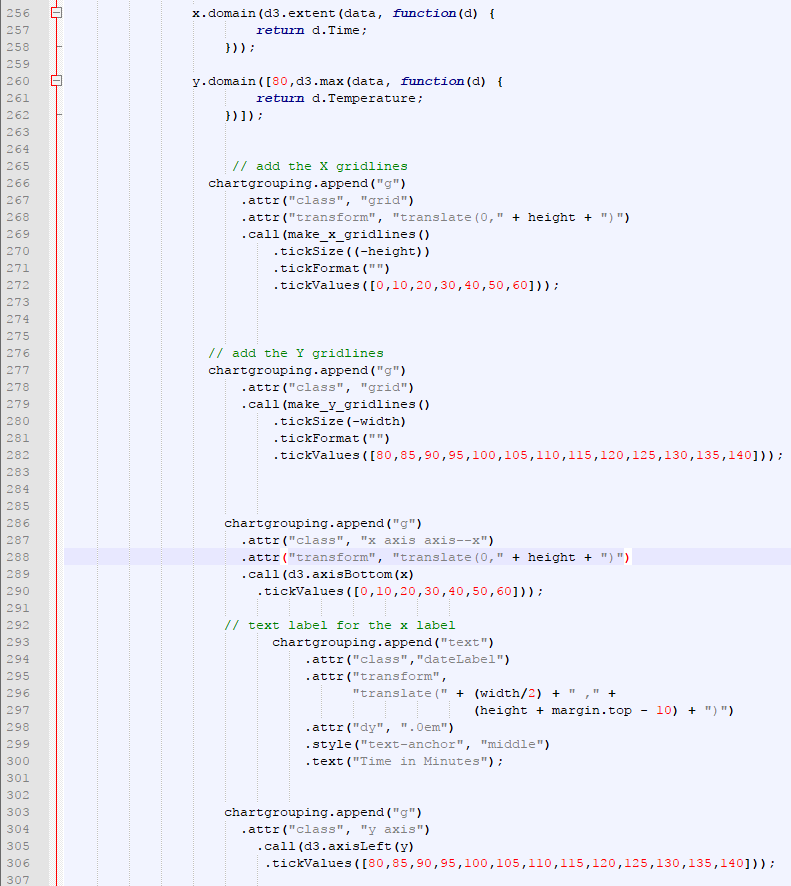 256 x.domain(d3.extent(data, function(d) {
257 return d.Time;
258 }));
259
260 y.domain([80,d3.max(data, function(d) {
261 return d.Temperature;
262 })]);
263
264
265 // add the X gridlines
266 chartgrouping.append("g")
267 .attr("class", "grid")
268 .attr("transform", "translate(0," + height + ")")
269 .call(make_x_gridlines()
270 .tickSize((-height))
271 .tickFormat("")
272 .tickValues([0,10,20,30,40,50,60]));
273
274
275
276 // add the Y gridlines
277 chartgrouping.append("g")
278 .attr("class", "grid")
279 .call(make_y_gridlines()
280 .tickSize(-width)
281 .tickFormat("")
282 .tickValues([80,85,90,95,100,105,110,115,120,125,130,135,140]));
283
284
285
286 chartgrouping.append("g")
287 .attr("class", "x axis axis--x")
288 .attr("transform", "translate(0," + height + ")")
289 .call(d3.axisBottom(x)
290 .tickValues([0,10,20,30,40,50,60]));
291
292 // text label for the x label
293 chartgrouping.append("text")
294 .attr("class","dateLabel")
295 .attr("transform",
296 "translate(" + (width/2) + " ," +
297 (height + margin.top - 10) + ")")
298 .attr("dy", ".0em")
299 .style("text-anchor", "middle")
300 .text("Time in Minutes");
301
302
303 chartgrouping.append("g")
304 .attr("class", "y axis")
305 .call(d3.axisLeft(y)
306 .tickValues([80,85,90,95,100,105,110,115,120,125,130,135,140]));
307